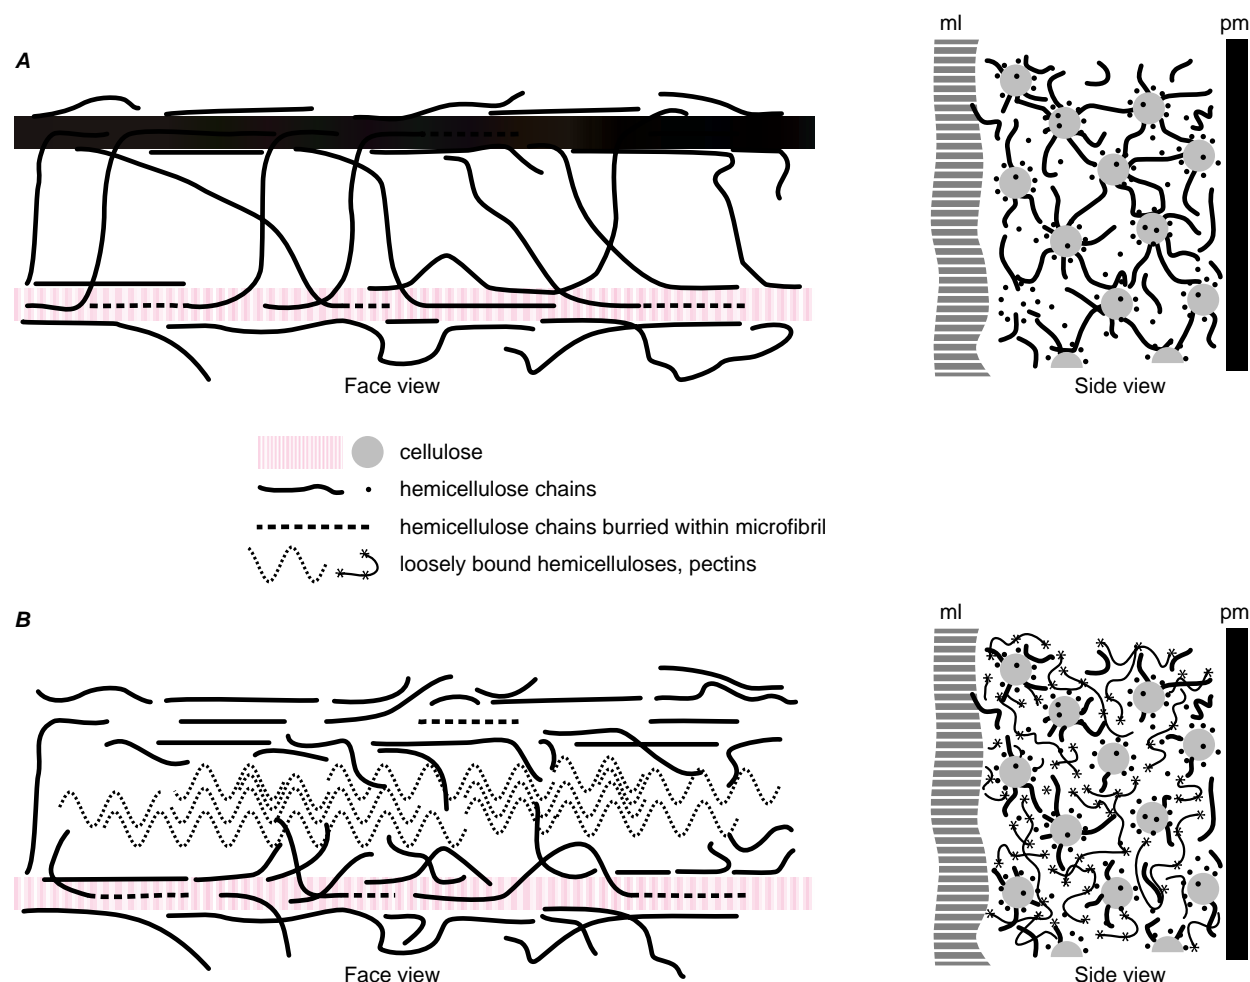 ml pm
A
Face view Side view
cellulose
hemicellulose chains
hemicellulose chains burried within microfibril
loosely bound hemicelluloses, pectins
ml pm
B
Face view Side view